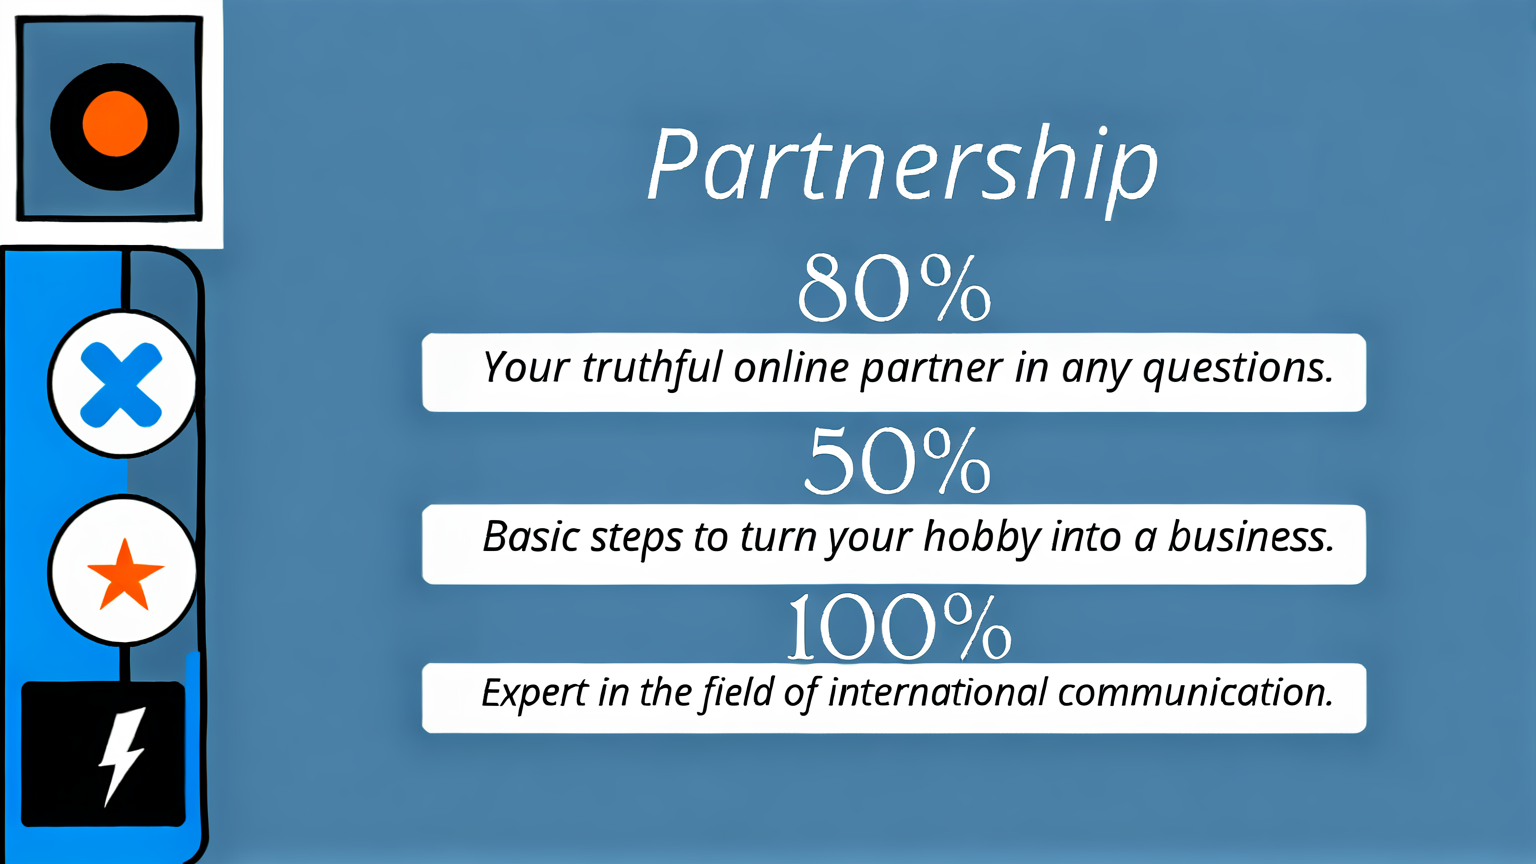 Partnership
80%
Your truthful online partner in any questions.
50%
Basic steps to turn your hobby into a business.
100%
Expert in the field of international communication.